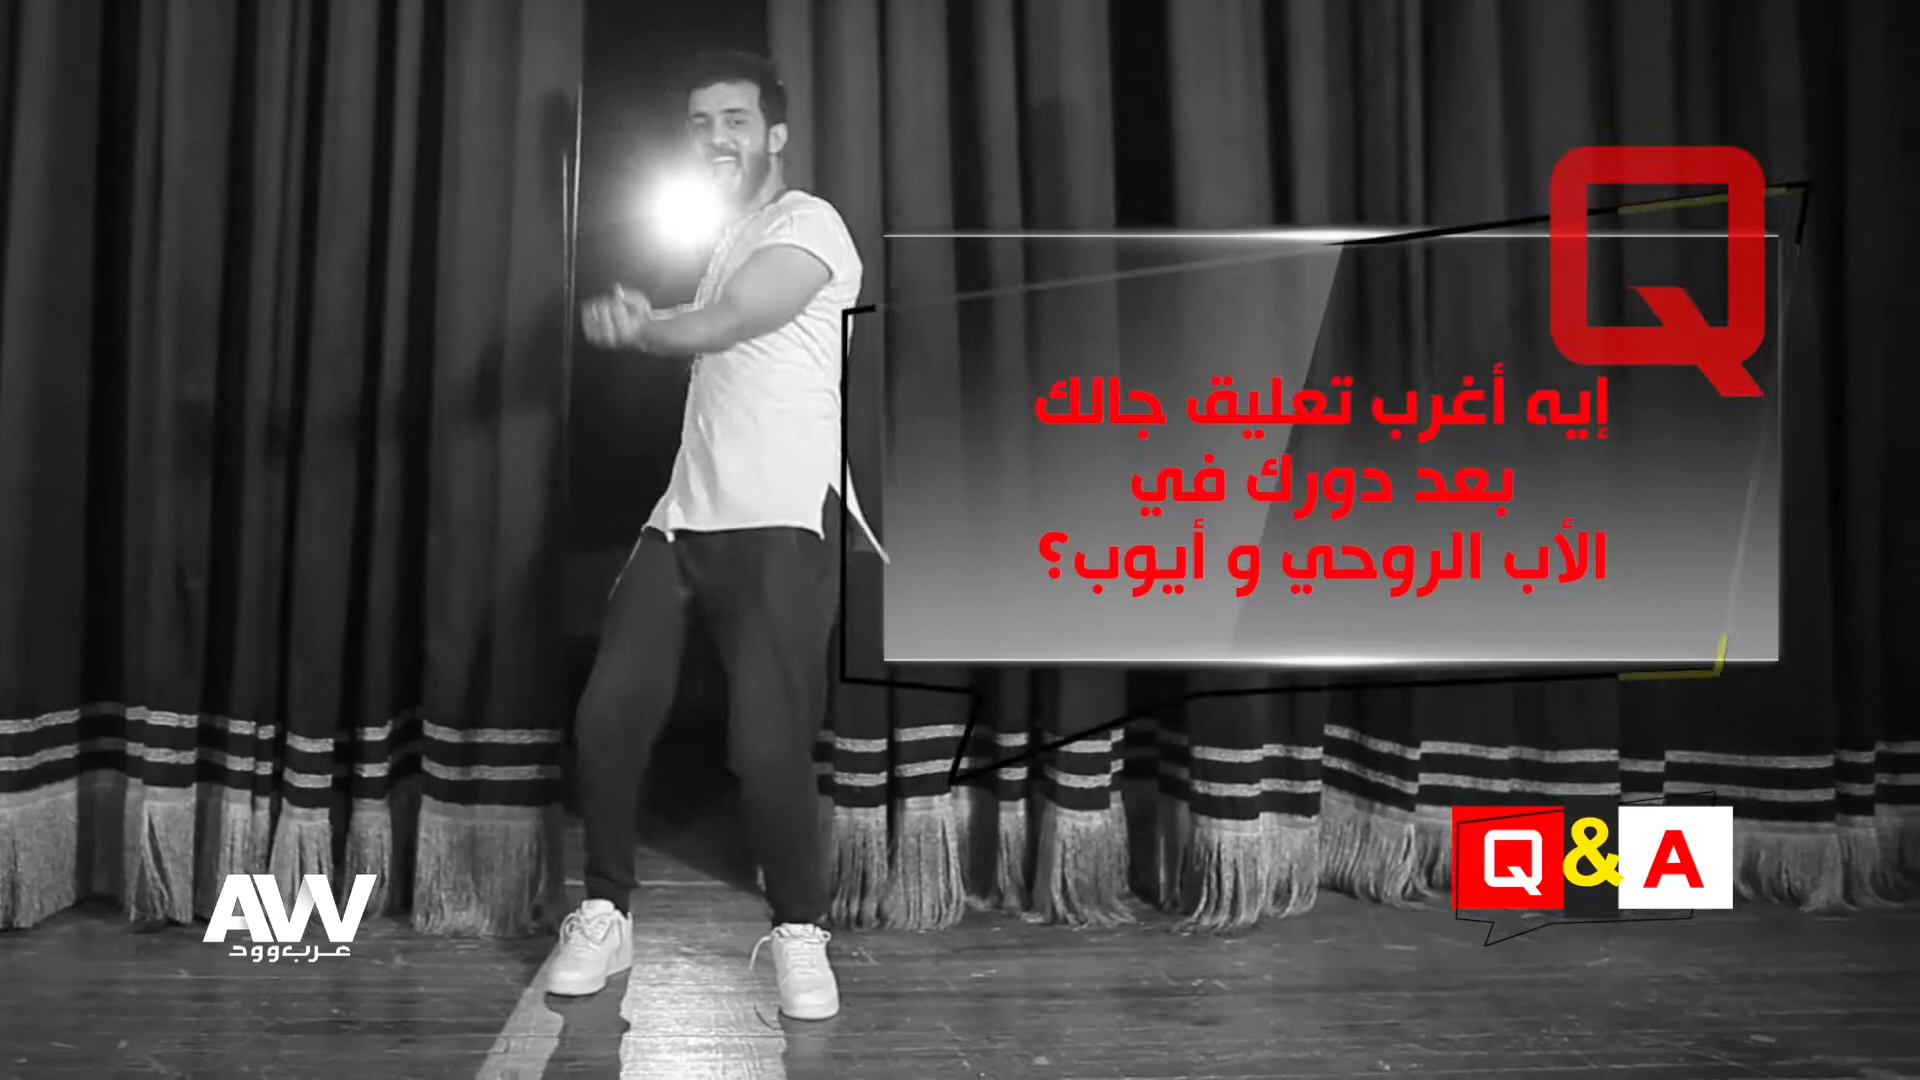 Q
إيه أغرب تعليق جالك
بعد دورك في
الأب الروحي و أيوب؟
Q & A
AW
عرب وود